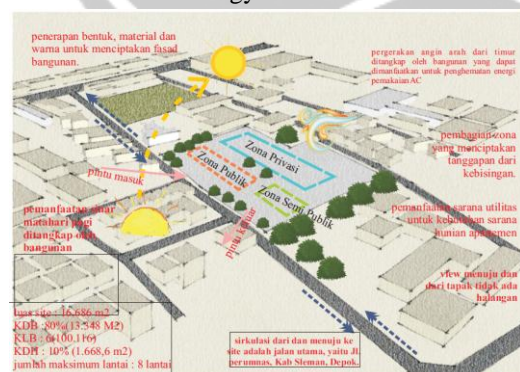 penerapan bentuk, material dan
warna untuk menciptakan fasad
bangunan.
pergerakan angin arah dari timur
ditangkap oleh bangunan yang dapat
dimanfaatkan untuk penghematan energi
pemakaian AC
pembagian zona
yang menciptakan
tanggapan dari
kebisingan.
Zona Privasi
Zona Publik
Zona Semi Publik
pintu masuk
pintu keluar
pemanfaatan sinar
matahari pagi
ditangkap oleh
bangunan
pemanfaatan sarana utilitas
untuk kebutuhan sarana
hunian apartemen
view menuju dan
dari tapak tidak ada
halangan
luas site : 16.686 m2
KDB :80%(13.348 M2)
KLB : 6(100.116)
KDH : 10% (1.668,6 m2)
jumlah maksimum lantai : 8 lantai
sirkulasi dari dan menuju ke
site adalah jalan utama, yaitu Jl.
perumnas, Kab Sleman, Depok.